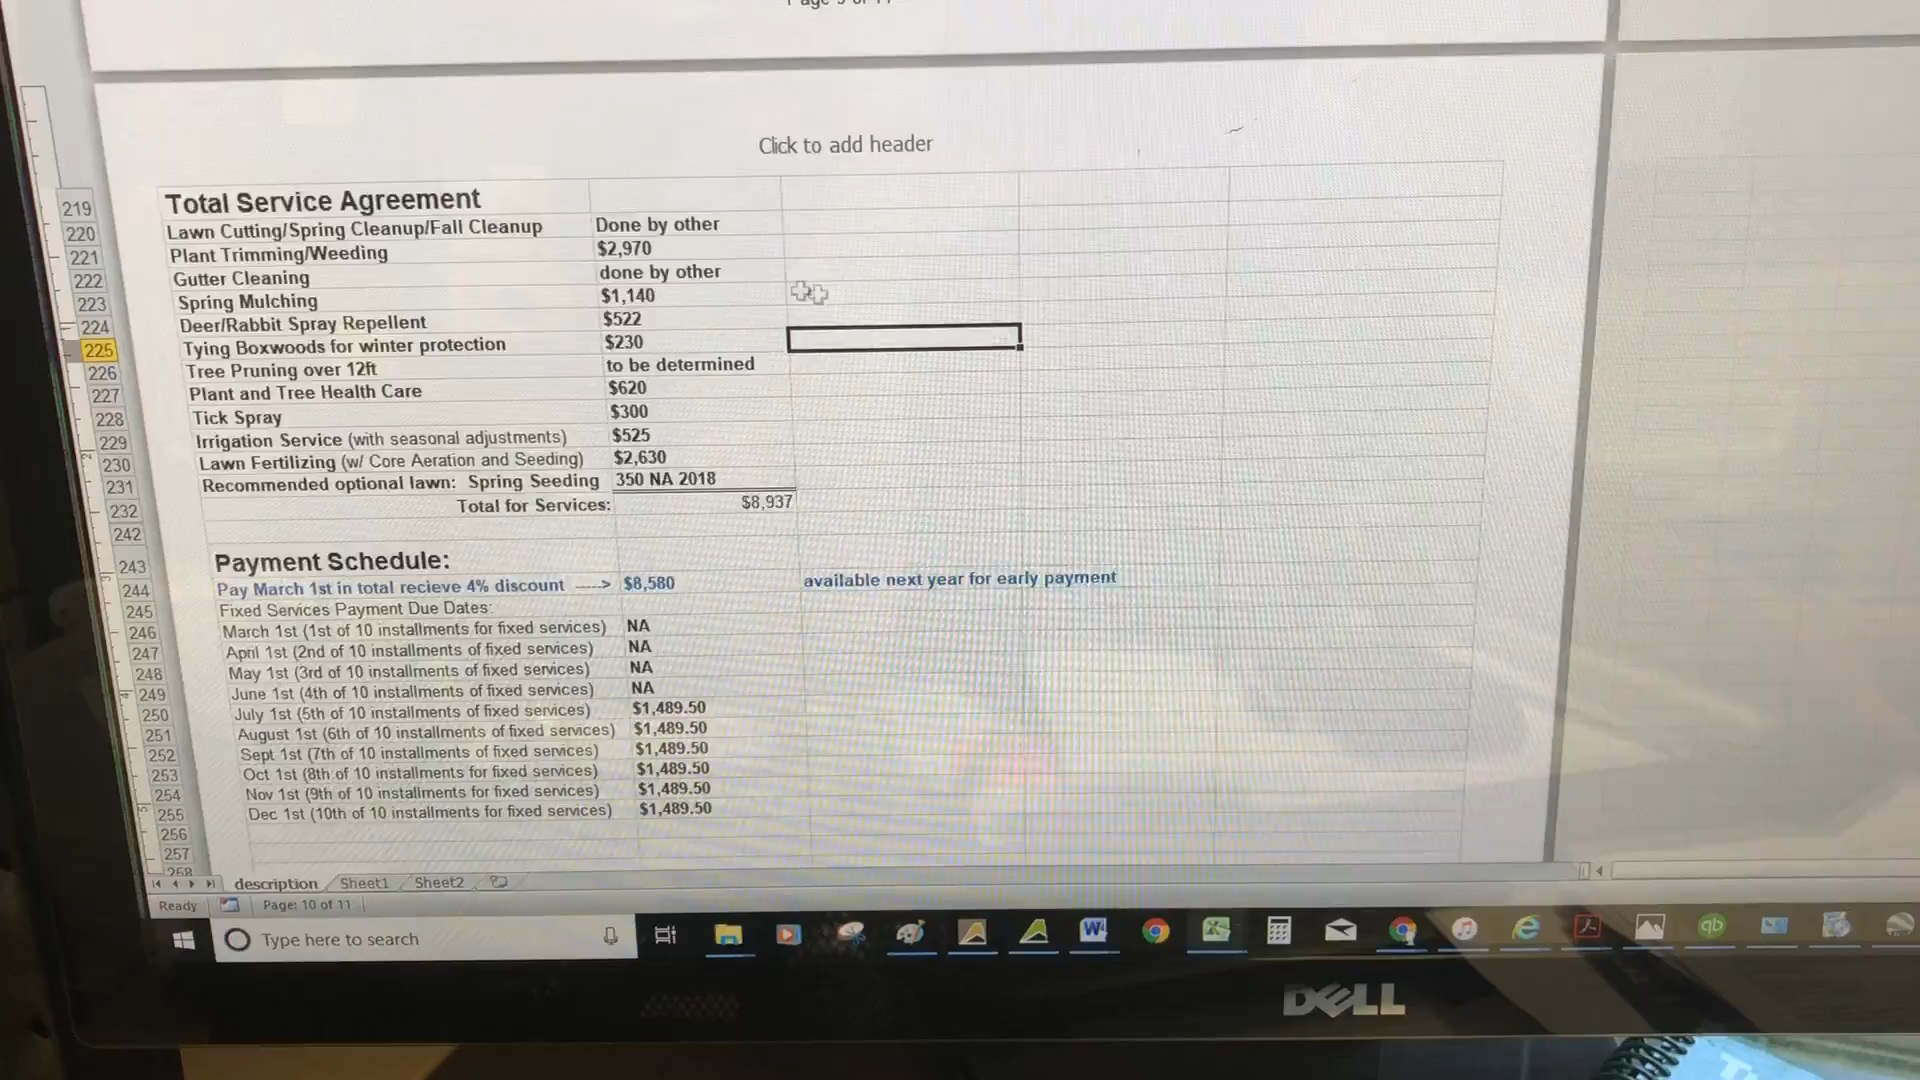 Click to add header
219 Total Service Agreement
220 Lawn Cutting/Spring Cleanup/Fall Cleanup Done by other
221 Plant Trimming/Weeding $2,970
222 Gutter Cleaning done by other
223 Spring Mulching $1,140
224 Deer/Rabbit Spray Repellent $522
225 Tying Boxwoods for winter protection $230
226 Tree Pruning over 12ft to be determined
227 Plant and Tree Health Care $620
228 Tick Spray $300
229 Irrigation Service (with seasonal adjustments) $525
230 Lawn Fertilizing (w/ Core Aeration and Seeding) $2,630
231 Recommended optional lawn: Spring Seeding 350 NA 2018
232 Total for Services: $8,937
242
243 Payment Schedule:
244 Pay March 1st in total recieve 4% discount ----> $8,580 available next year for early payment
245 Fixed Services Payment Due Dates:
246 March 1st (1st of 10 installments for fixed services) NA
247 April 1st (2nd of 10 installments of fixed services) NA
248 May 1st (3rd of 10 installments of fixed services) NA
249 June 1st (4th of 10 installments of fixed services) NA
250 July 1st (5th of 10 installments of fixed services) $1,489.50
251 August 1st (6th of 10 installments of fixed services) $1,489.50
252 Sept 1st (7th of 10 installments of fixed services) $1,489.50
253 Oct 1st (8th of 10 installments for fixed services) $1,489.50
254 Nov 1st (9th of 10 installments for fixed services) $1,489.50
255 Dec 1st (10th of 10 installments for fixed services) $1,489.50
256
257
258
description Sheet1 Sheet2
Ready Page: 10 of 11
Type here to search
W
qb
DELL